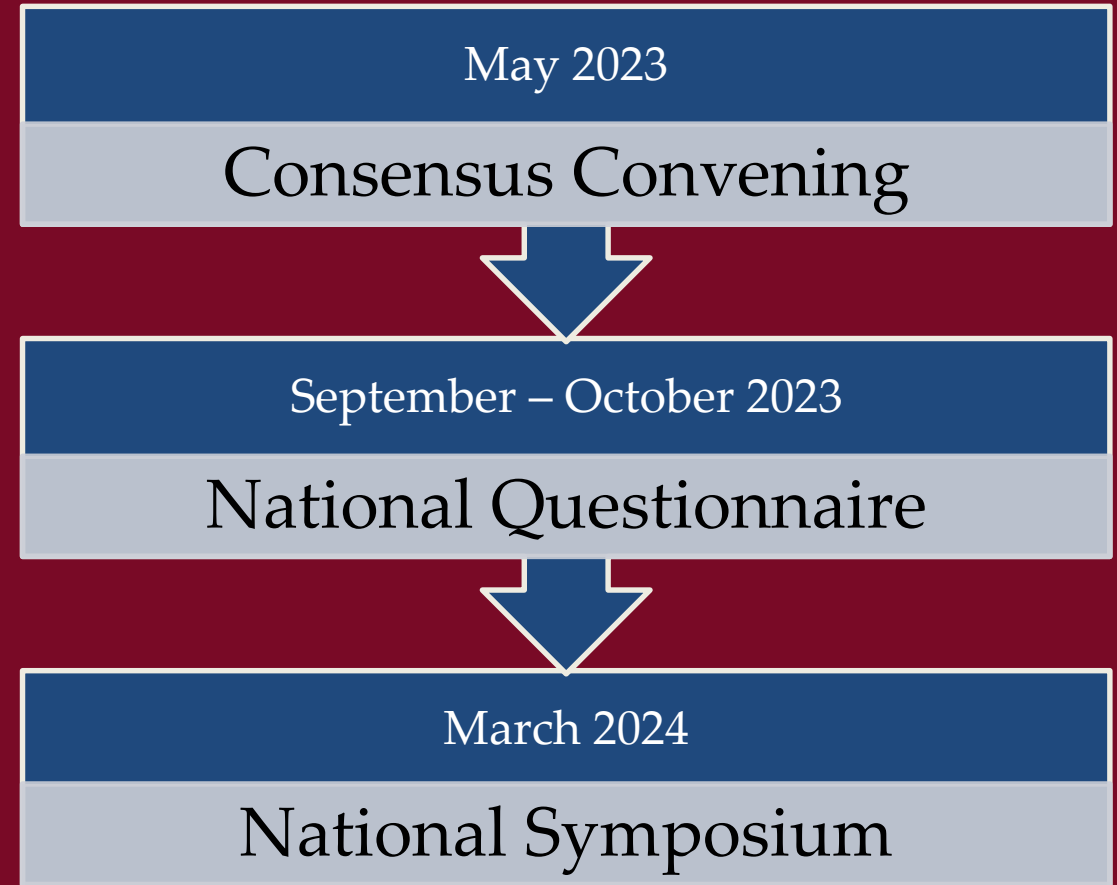 May 2023
Consensus Convening
September – October 2023
National Questionnaire
March 2024
National Symposium